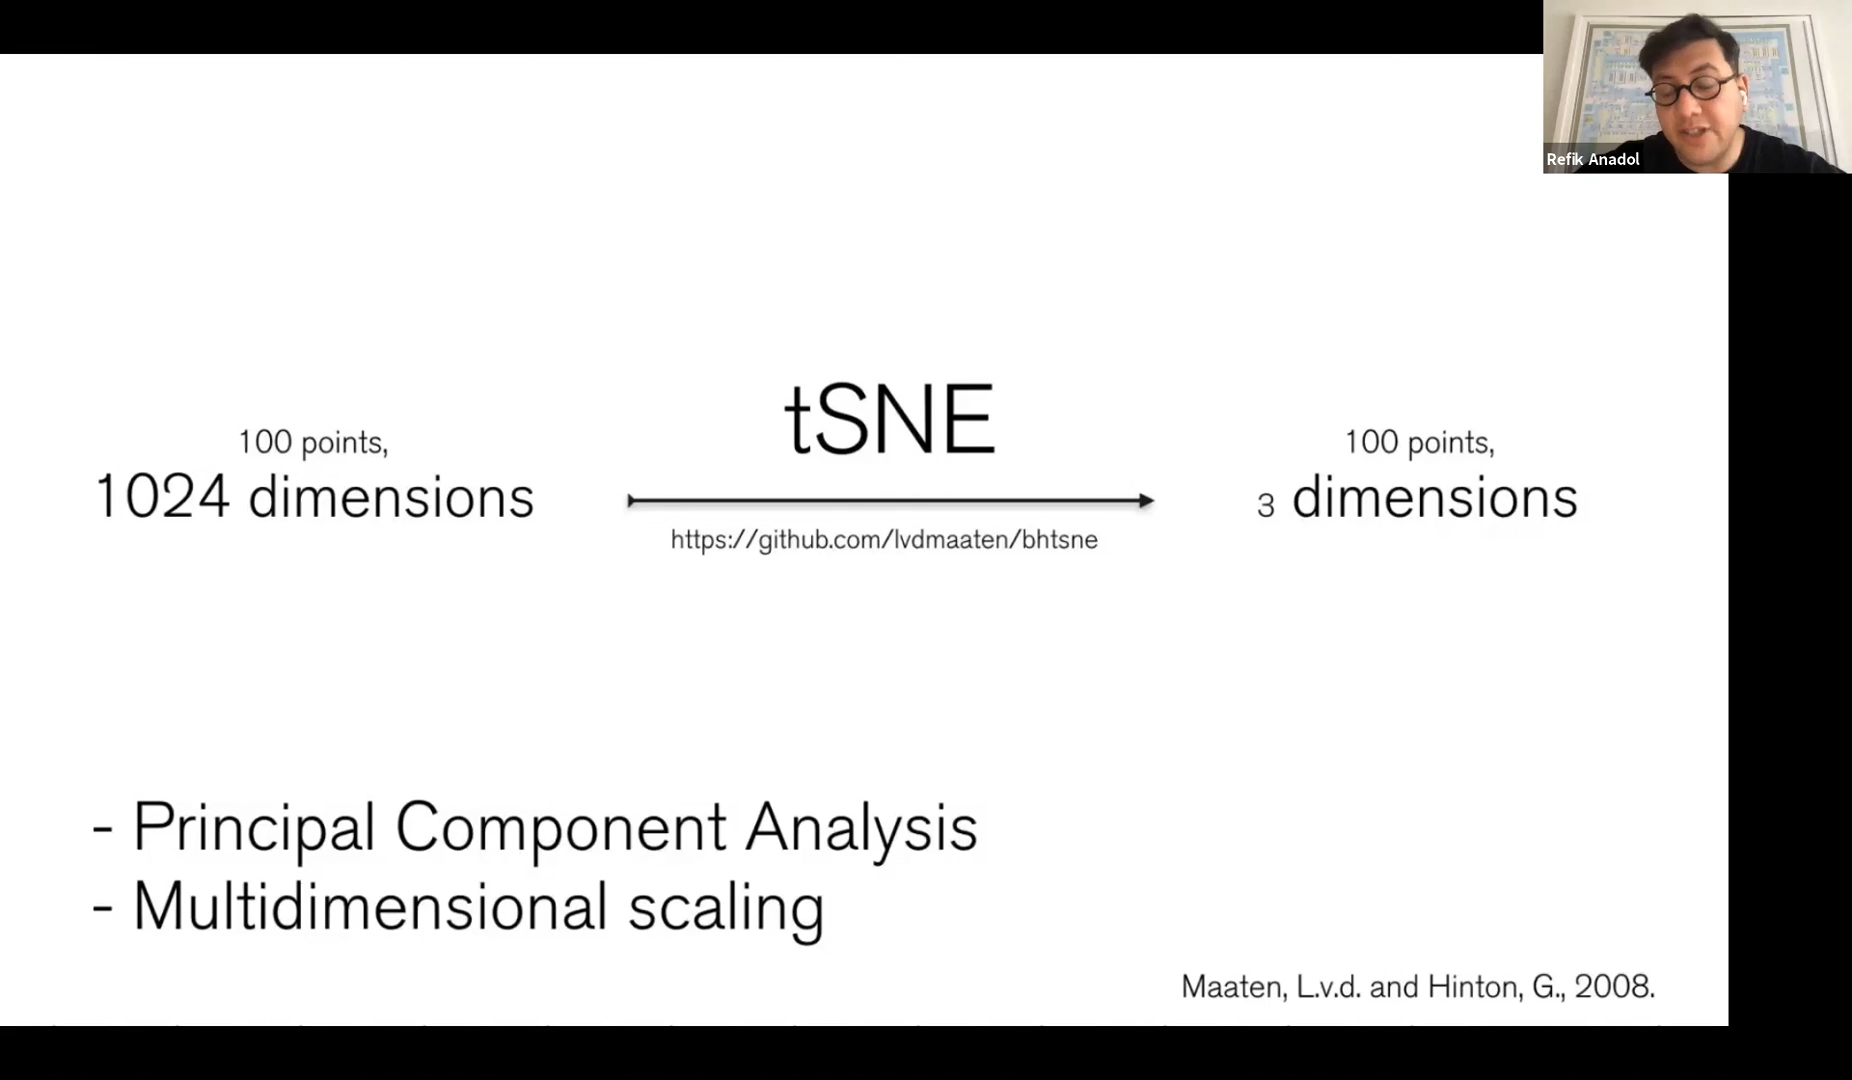 Refik Anadol
tSNE
100 points,
1024 dimensions
100 points,
3 dimensions
https://github.com/lvdmaaten/bhtsne
- Principal Component Analysis
- Multidimensional scaling
Maaten, L.v.d. and Hinton, G., 2008.